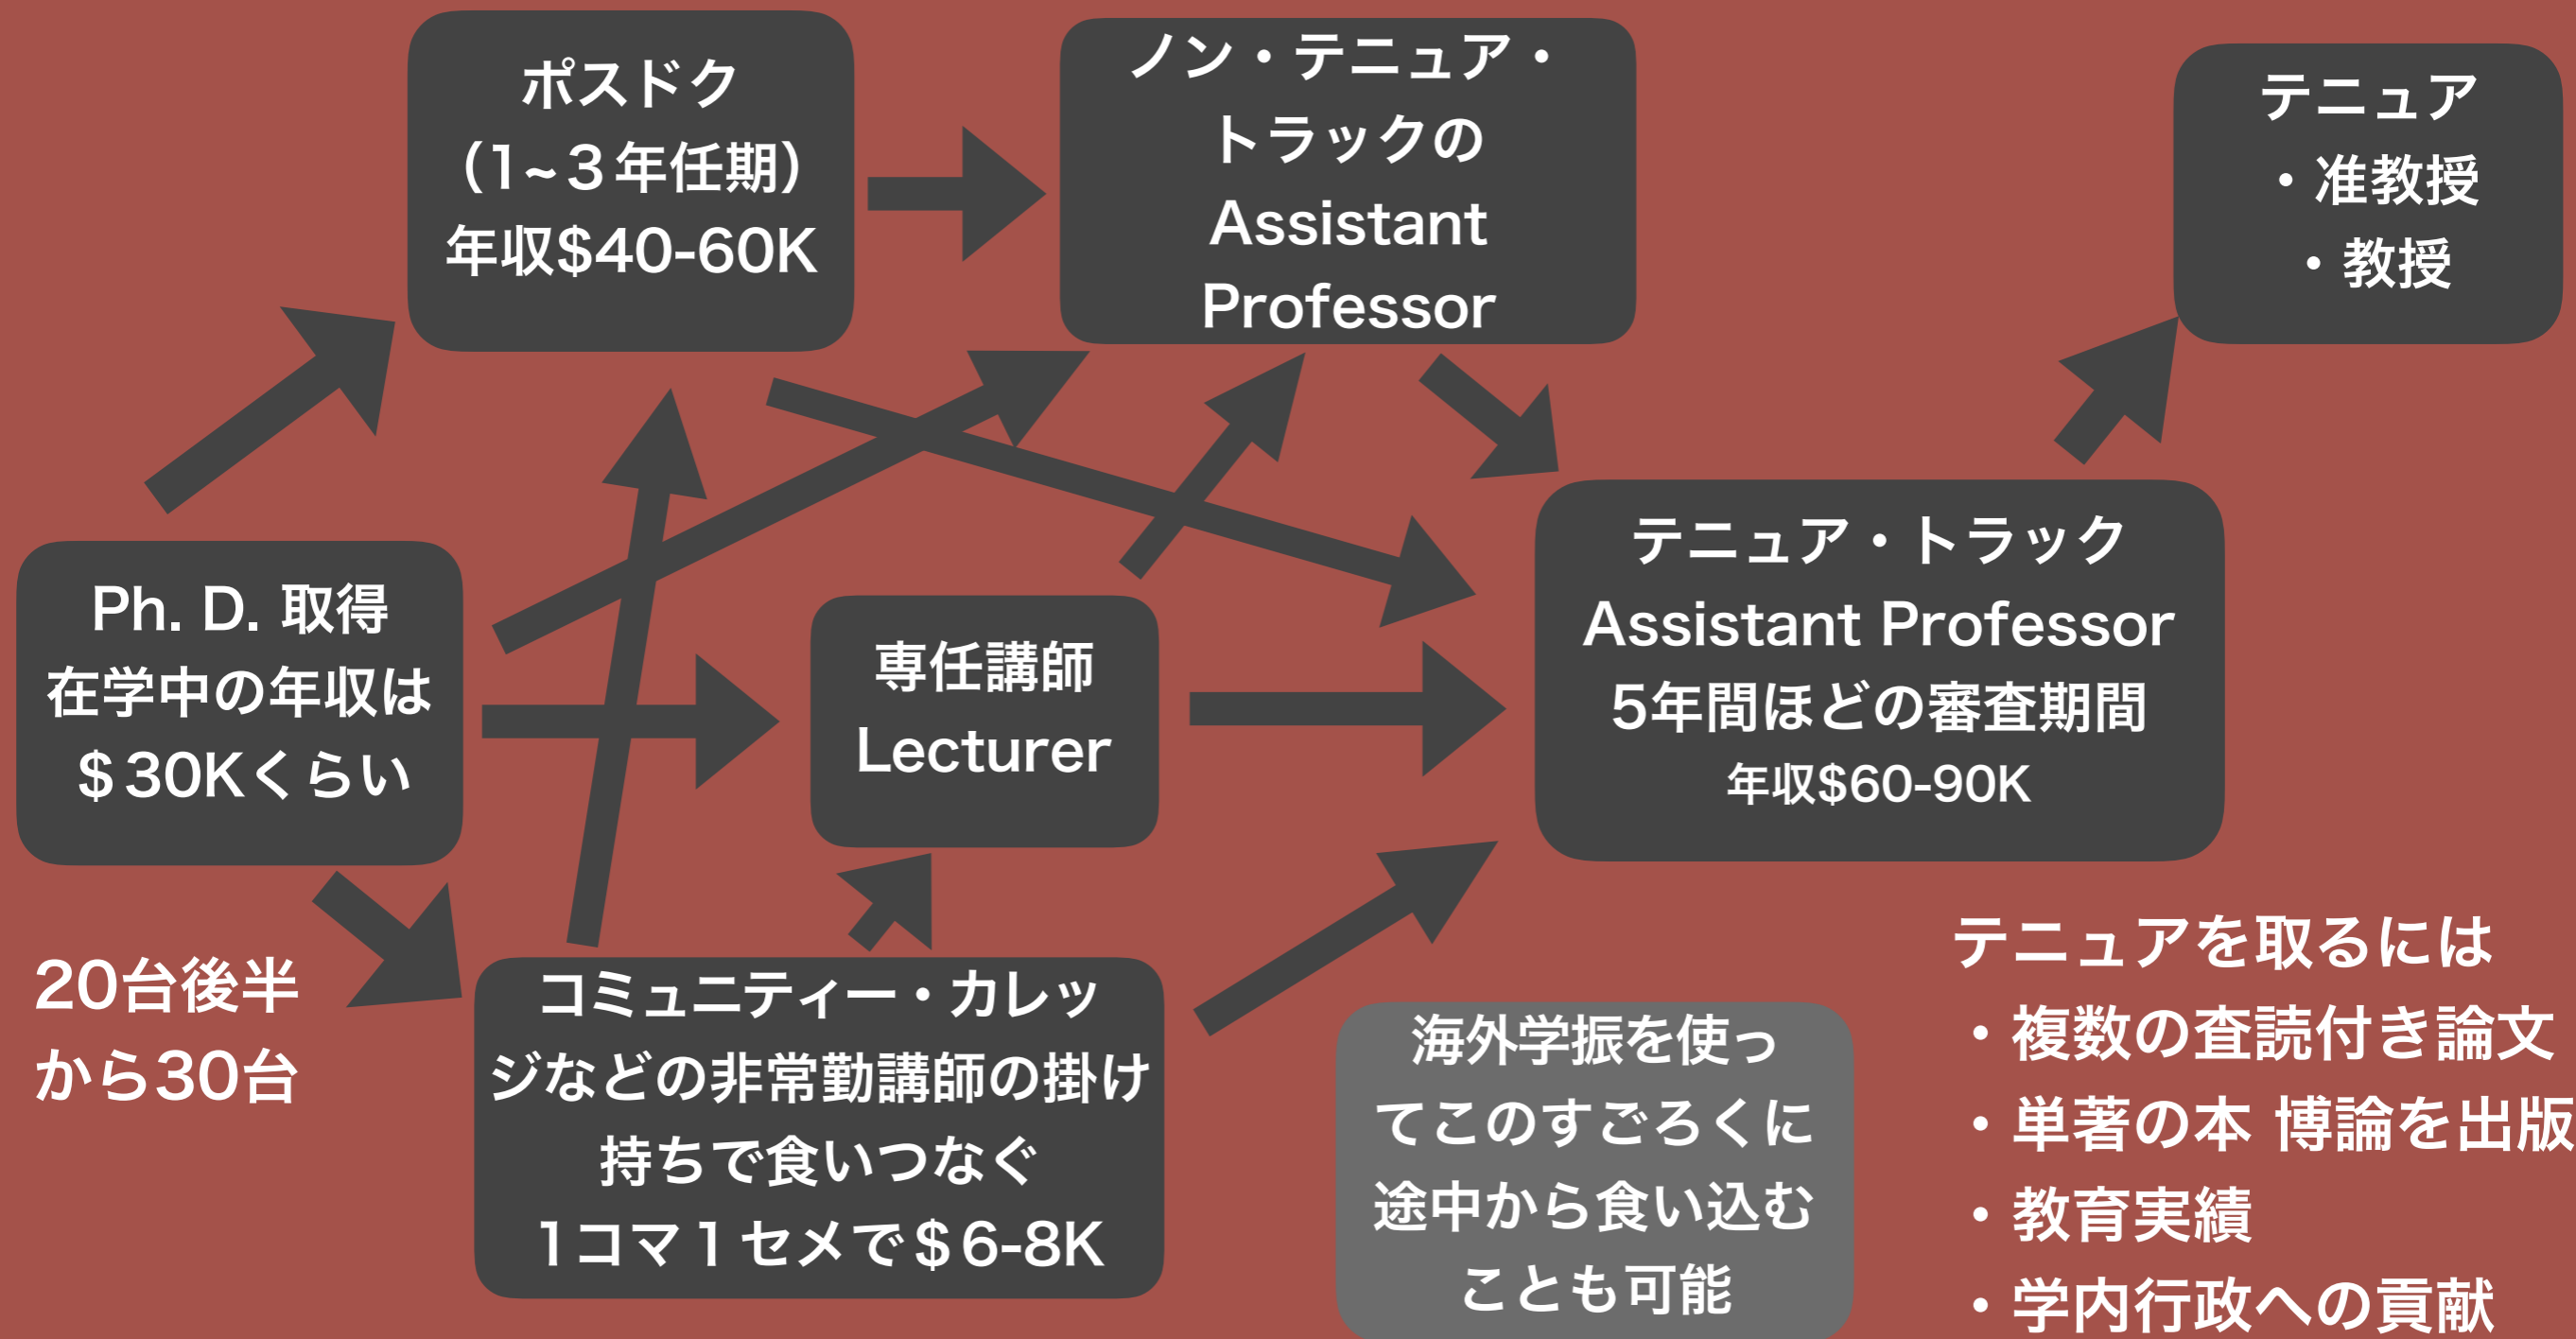 ポスドク
（1~３年任期）
年収$40-60K
ノン・テニュア・
トラックの
Assistant
Professor
テニュア
・准教授
・教授
Ph. D. 取得
在学中の年収は
＄30Kくらい
専任講師
Lecturer
テニュア・トラック
Assistant Professor
5年間ほどの審査期間
年収$60-90K
20台後半
から30台
コミュニティー・カレッ
ジなどの非常勤講師の掛け
持ちで食いつなぐ
1コマ１セメで＄6-8K
海外学振を使っ
てこのすごろくに
途中から食い込む
ことも可能
テニュアを取るには
・複数の査読付き論文
・単著の本 博論を出版
・教育実績
・学内行政への貢献